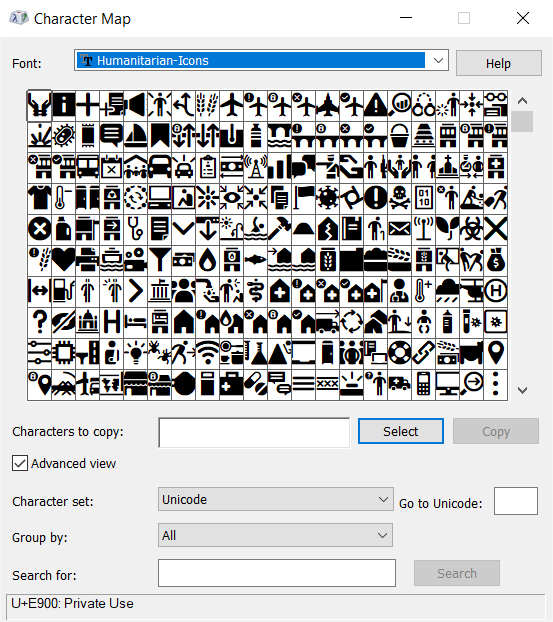 Character Map
Font:
Humanitarian-Icons
Help
Characters to copy:
Select
Copy
Advanced view
Character set:
Unicode
Go to Unicode:
Group by:
All
Search for:
Search
U+E900: Private Use